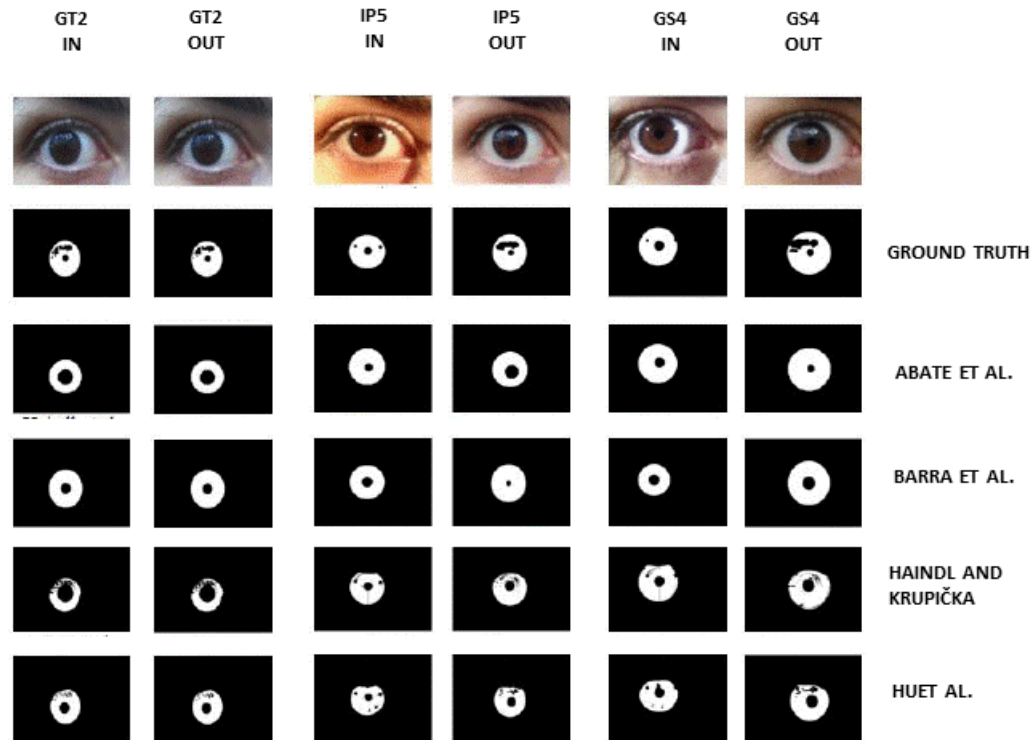 GT2 GT2 IP5 IP5 GS4 GS4
IN OUT IN OUT IN OUT
GROUND TRUTH
ABATE ET AL.
BARRA ET AL.
HAINDL AND
KRUPIČKA
HUET AL.